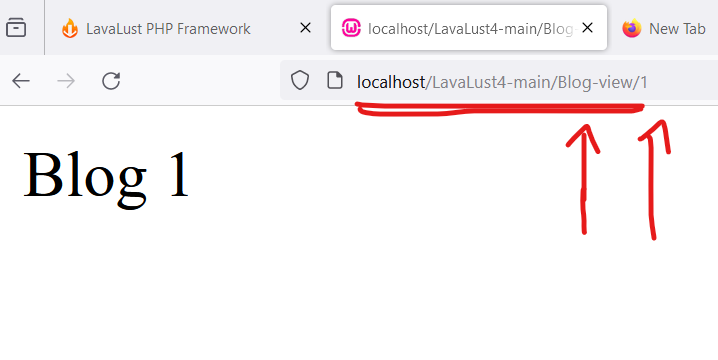 LavaLust PHP Framework
localhost/LavaLust4-main/Blog
New Tab
localhost/LavaLust4-main/Blog-view/1
Blog 1